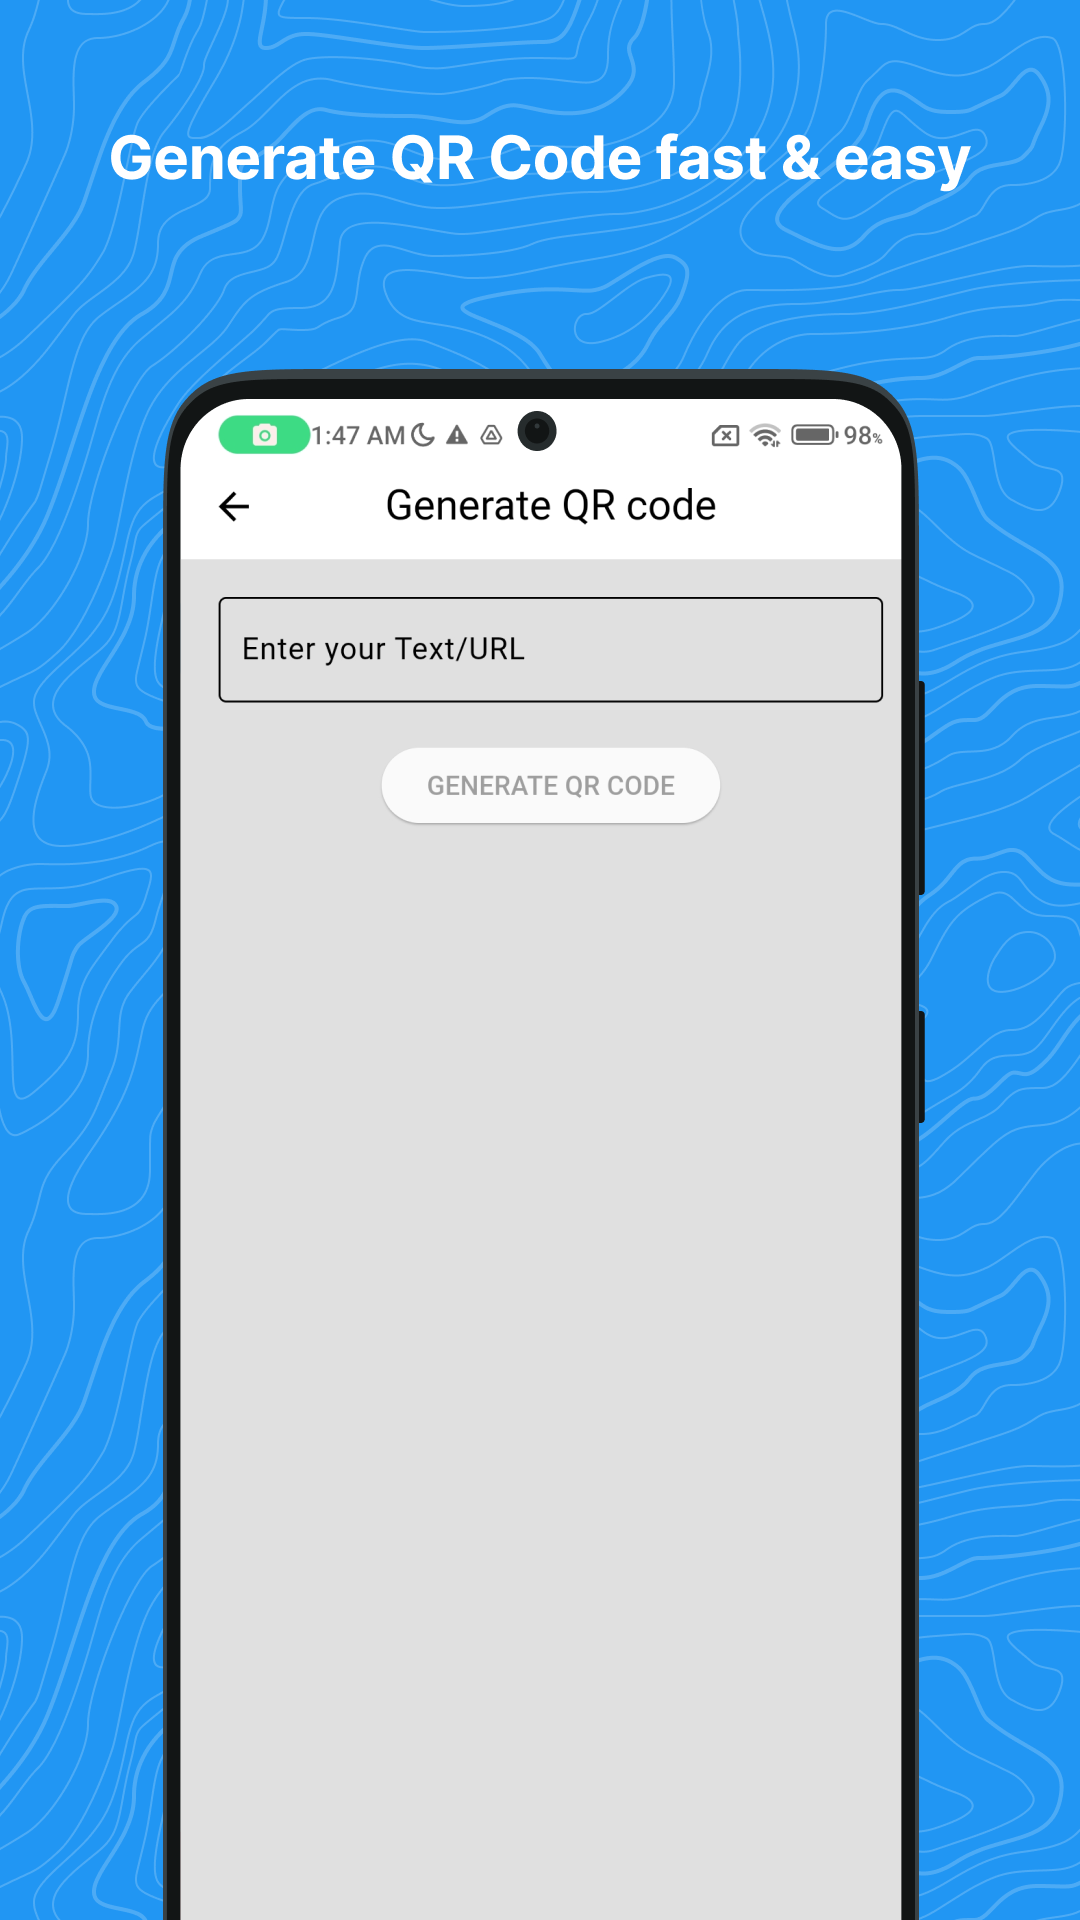 Generate QR Code fast & easy
1:47 AM 98%
Generate QR code
Enter your Text/URL
GENERATE QR CODE